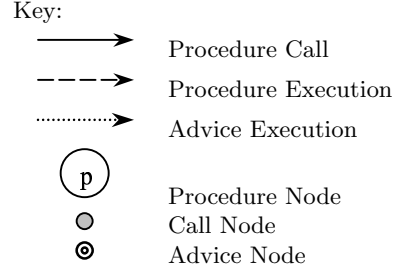 Key:
Procedure Call
Procedure Execution
Advice Execution
𝔭
Procedure Node
Call Node
Advice Node